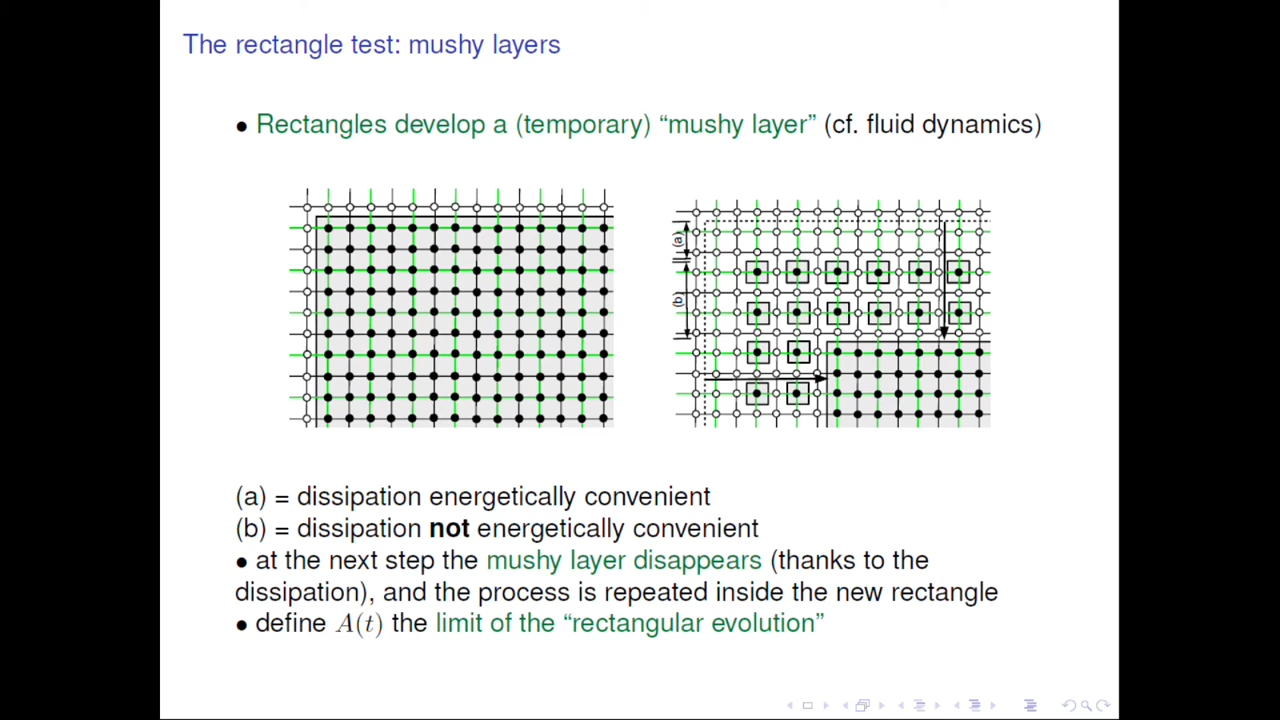 The rectangle test: mushy layers
• Rectangles develop a (temporary) “mushy layer” (cf. fluid dynamics)
(a)
(b)
(a) = dissipation energetically convenient
(b) = dissipation not energetically convenient
• at the next step the mushy layer disappears (thanks to the
dissipation), and the process is repeated inside the new rectangle
• define A(t) the limit of the “rectangular evolution”